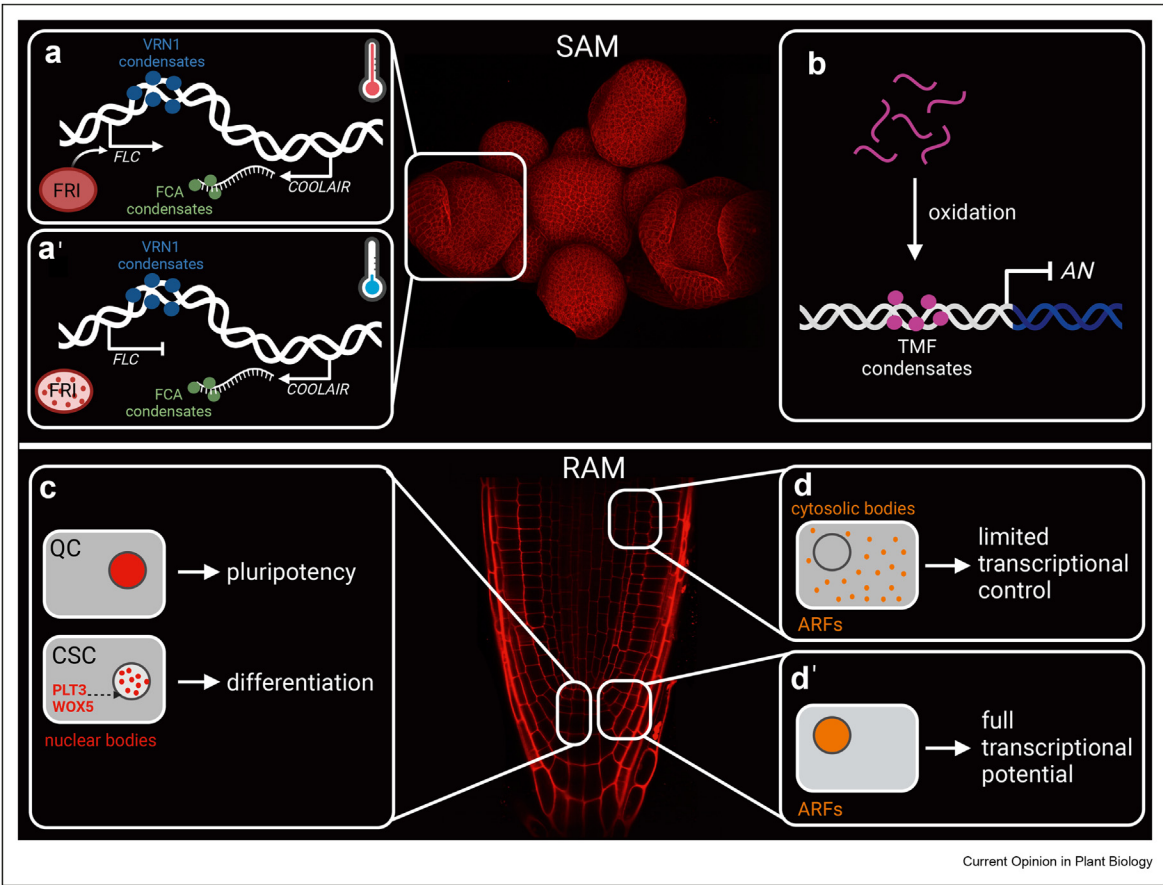 SAM
a
VRN1
condensates
FLC
FRI
FCA
condensates
COOLAIR
a'
VRN1
condensates
FLC
FRI
FCA
condensates
COOLAIR
b
oxidation
AN
TMF
condensates
RAM
c
QC
pluripotency
CSC
PLT3
WOX5
differentiation
nuclear bodies
d
cytosolic bodies
ARFs
limited
transcriptional
control
d'
ARFs
full
transcriptional
potential
Current Opinion in Plant Biology